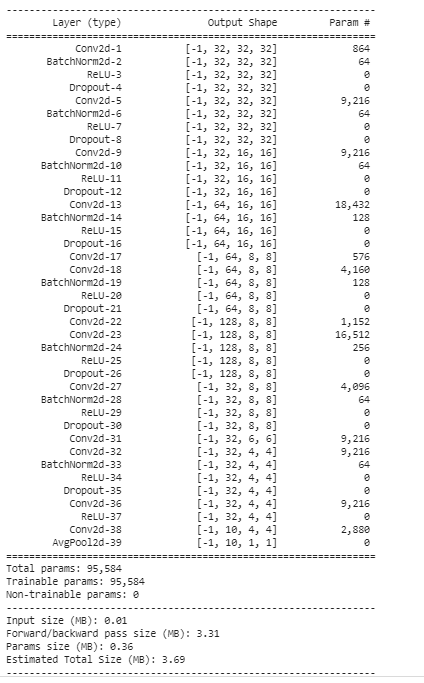 ----------------------------------------------------------------
Layer (type) Output Shape Param #
================================================================
Conv2d-1 [-1, 32, 32, 32] 864
BatchNorm2d-2 [-1, 32, 32, 32] 64
ReLU-3 [-1, 32, 32, 32] 0
Dropout-4 [-1, 32, 32, 32] 0
Conv2d-5 [-1, 32, 32, 32] 9,216
BatchNorm2d-6 [-1, 32, 32, 32] 64
ReLU-7 [-1, 32, 32, 32] 0
Dropout-8 [-1, 32, 32, 32] 0
Conv2d-9 [-1, 32, 16, 16] 9,216
BatchNorm2d-10 [-1, 32, 16, 16] 64
ReLU-11 [-1, 32, 16, 16] 0
Dropout-12 [-1, 32, 16, 16] 0
Conv2d-13 [-1, 64, 16, 16] 18,432
BatchNorm2d-14 [-1, 64, 16, 16] 128
ReLU-15 [-1, 64, 16, 16] 0
Dropout-16 [-1, 64, 16, 16] 0
Conv2d-17 [-1, 64, 8, 8] 576
Conv2d-18 [-1, 64, 8, 8] 4,160
BatchNorm2d-19 [-1, 64, 8, 8] 128
ReLU-20 [-1, 64, 8, 8] 0
Dropout-21 [-1, 64, 8, 8] 0
Conv2d-22 [-1, 128, 8, 8] 1,152
Conv2d-23 [-1, 128, 8, 8] 16,512
BatchNorm2d-24 [-1, 128, 8, 8] 256
ReLU-25 [-1, 128, 8, 8] 0
Dropout-26 [-1, 128, 8, 8] 0
Conv2d-27 [-1, 32, 8, 8] 4,096
BatchNorm2d-28 [-1, 32, 8, 8] 64
ReLU-29 [-1, 32, 8, 8] 0
Dropout-30 [-1, 32, 8, 8] 0
Conv2d-31 [-1, 32, 6, 6] 9,216
Conv2d-32 [-1, 32, 4, 4] 9,216
BatchNorm2d-33 [-1, 32, 4, 4] 64
ReLU-34 [-1, 32, 4, 4] 0
Dropout-35 [-1, 32, 4, 4] 0
Conv2d-36 [-1, 32, 4, 4] 9,216
ReLU-37 [-1, 32, 4, 4] 0
Conv2d-38 [-1, 10, 4, 4] 2,880
AvgPool2d-39 [-1, 10, 1, 1] 0
================================================================
Total params: 95,584
Trainable params: 95,584
Non-trainable params: 0
----------------------------------------------------------------
Input size (MB): 0.01
Forward/backward pass size (MB): 3.31
Params size (MB): 0.36
Estimated Total Size (MB): 3.69
----------------------------------------------------------------